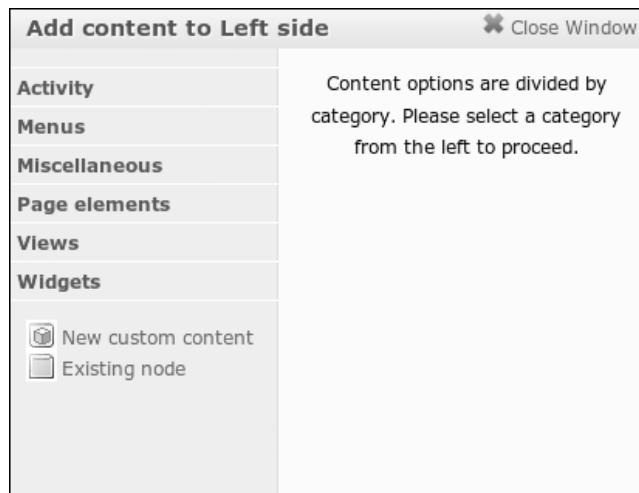 Add content to Left side
Close Window
Activity
Menus
Miscellaneous
Page elements
Views
Widgets
New custom content
Existing node
Content options are divided by
category. Please select a category
from the left to proceed.